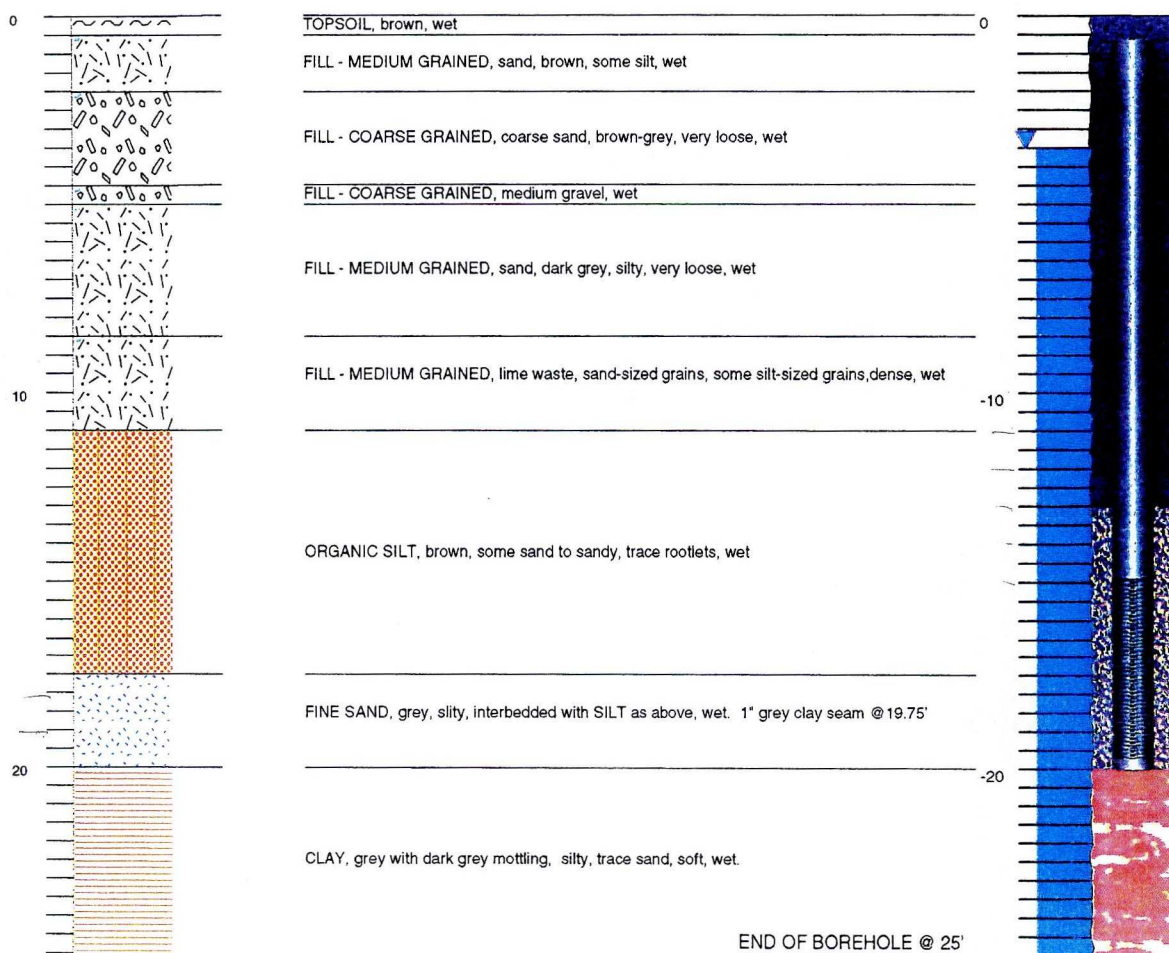 0
TOPSOIL, brown, wet
0
FILL - MEDIUM GRAINED, sand, brown, some silt, wet
FILL - COARSE GRAINED, coarse sand, brown-grey, very loose, wet
FILL - COARSE GRAINED, medium gravel, wet
FILL - MEDIUM GRAINED, sand, dark grey, silty, very loose, wet
FILL - MEDIUM GRAINED, lime waste, sand-sized grains, some silt-sized grains,dense, wet
10
-10
ORGANIC SILT, brown, some sand to sandy, trace rootlets, wet
FINE SAND, grey, slity, interbedded with SILT as above, wet. 1" grey clay seam @19.75'
20
-20
CLAY, grey with dark grey mottling, silty, trace sand, soft, wet.
END OF BOREHOLE @ 25'